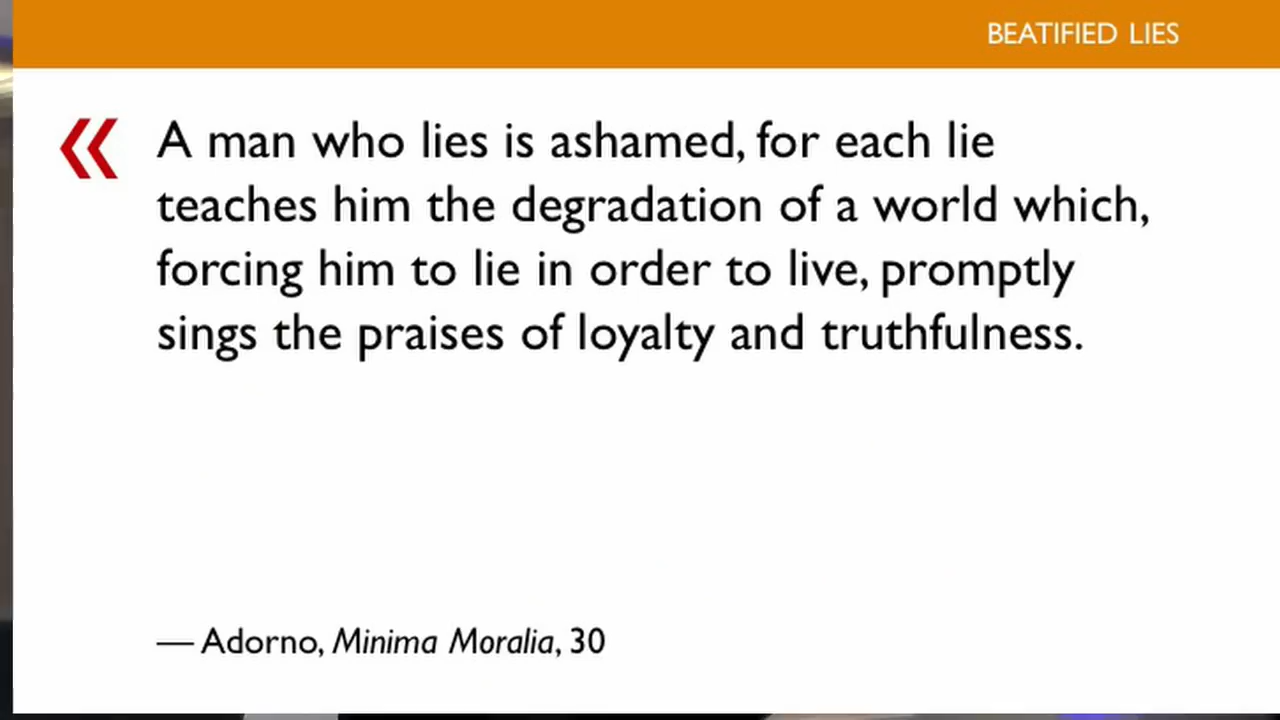 BEATIFIED LIES
« A man who lies is ashamed, for each lie
teaches him the degradation of a world which,
forcing him to lie in order to live, promptly
sings the praises of loyalty and truthfulness.
— Adorno, Minima Moralia, 30